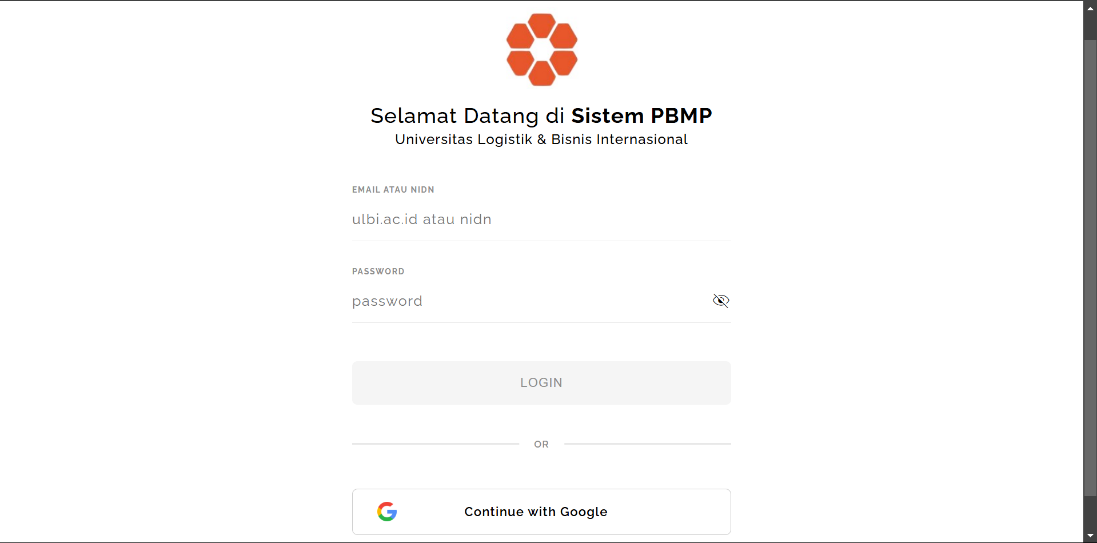 Selamat Datang di Sistem PBMP
Universitas Logistik & Bisnis Internasional
EMAIL ATAU NIDN
ulbi.ac.id atau nidn
PASSWORD
password
LOGIN
OR
Continue with Google